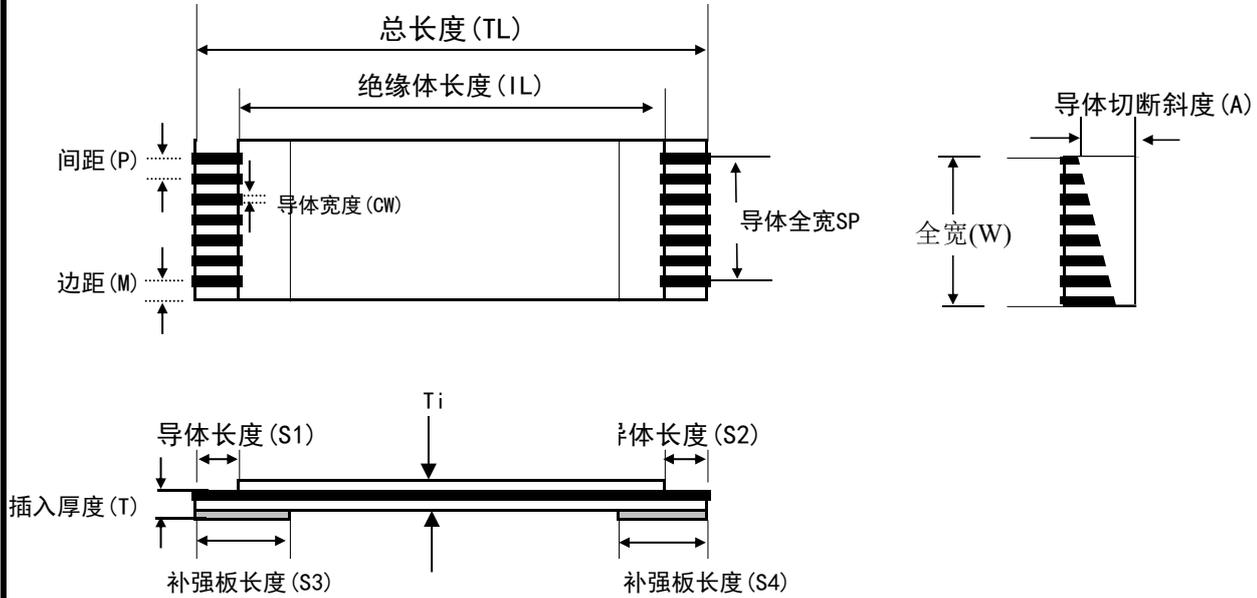 总长度(TL)
绝缘体长度(IL)
导体切断斜度(A)
间距(P)
导体宽度(CW)
导体全宽SP
全宽(W)
边距(M)
Ti
导体长度(S1)
导体长度(S2)
插入厚度(T)
补强板长度(S3)
补强板长度(S4)